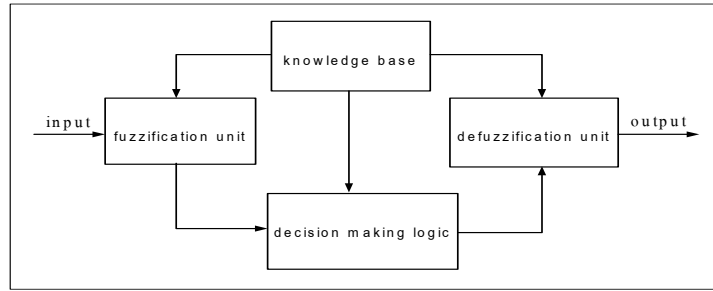 knowledge base
input
fuzzification unit
defuzzification unit
output
decision making logic